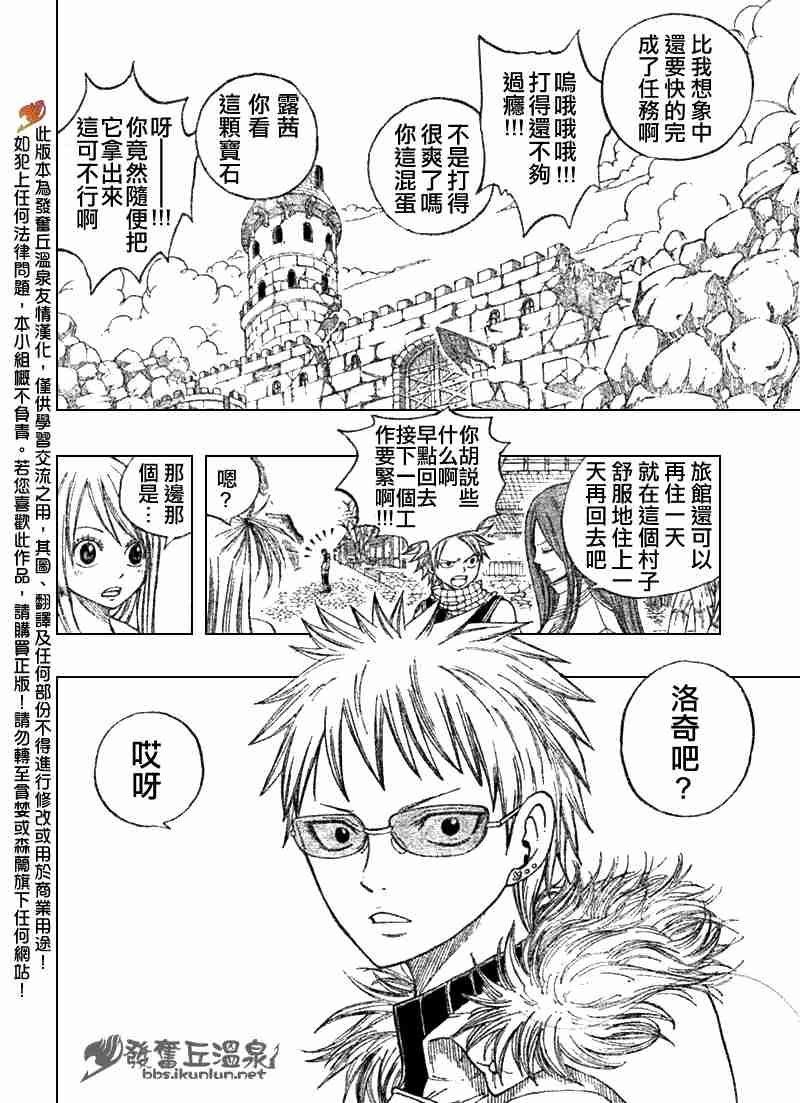 比我想象中
還要快的完
成了任務啊
嗚哦哦哦!!!
打得還不夠
過癮!!!
不是打得
很爽了嗎
你這混蛋
露茜
你看
這顆寶石
呀——!!!
你竟然隨便把
它拿出來
這可不行啊
旅館還可以
再住一天
就在這個村子
舒服地住上一
天再回去吧
你胡説些
什么啊
早點回去
接下一個工
作要緊啊!!!
嗯?
那邊那
個是…
洛奇吧?
哎呀
此版本為發奮丘溫泉友情漢化，僅供學習交流之用，其圖、翻譯及任何部份不得進行修改或用於商業用途！
如犯上任何法律問題，本小組概不負責。若您喜歡此作品，請購買正版！請勿轉至貪婪或森蘭旗下任何網站！
發奮丘溫泉
bbs.ikunlun.net